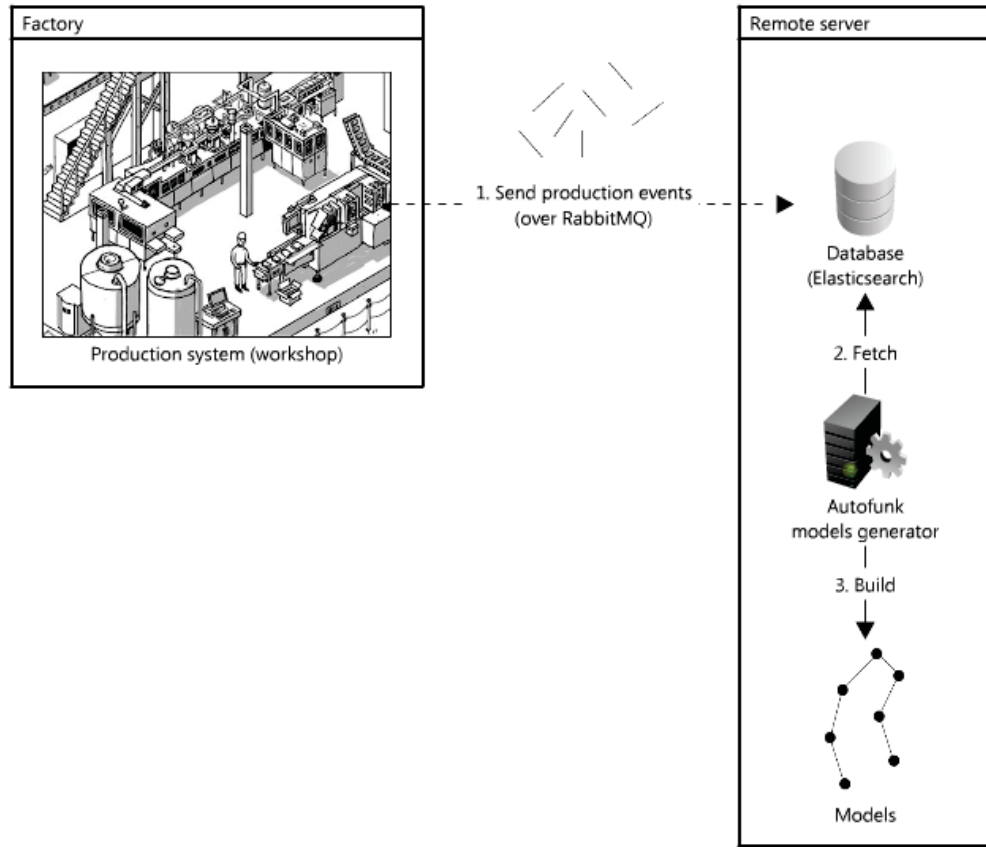 Factory
Production system (workshop)
1. Send production events
(over RabbitMQ)
Remote server
Database
(Elasticsearch)
2. Fetch
Autofunk
models generator
3. Build
Models